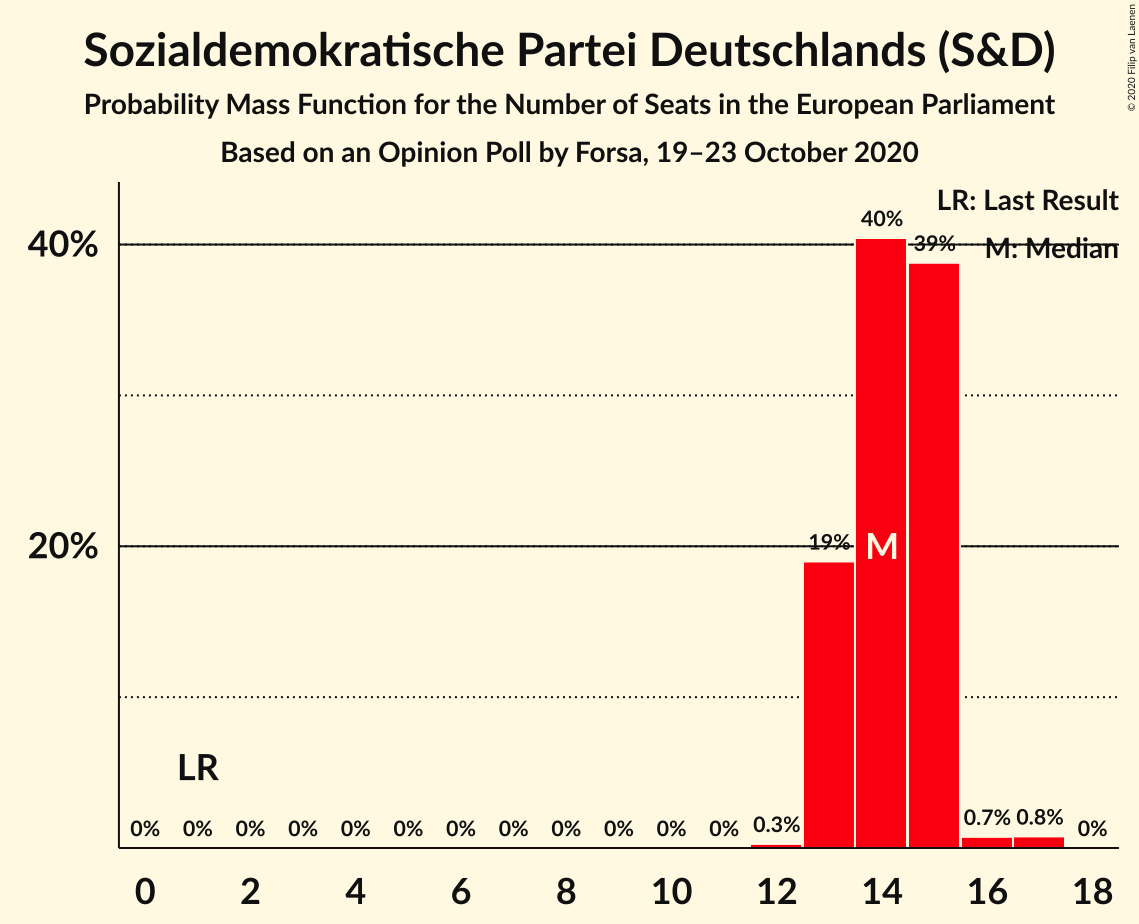 Sozialdemokratische Partei Deutschlands (S&D)
Probability Mass Function for the Number of Seats in the European Parliament
Based on an Opinion Poll by Forsa, 19–23 October 2020
© 2020 Filip van Laenen
LR: Last Result
M: Median
40%
20%
40%
39%
19%
M
LR
0% 0% 0% 0% 0% 0% 0% 0% 0% 0% 0% 0% 0.3% 0.7% 0.8% 0%
0 2 4 6 8 10 12 14 16 18